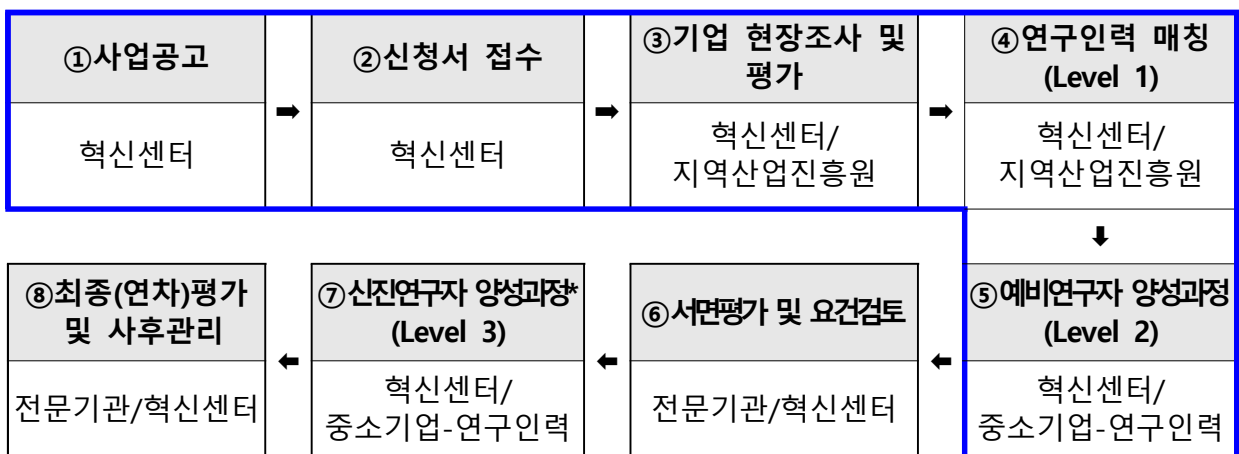 ①사업공고
혁신센터
➡
②신청서 접수
혁신센터
➡
③기업 현장조사 및
평가
혁신센터/
지역산업진흥원
➡
④연구인력 매칭
(Level 1)
혁신센터/
지역산업진흥원
⬇
⑤예비연구자 양성과정
(Level 2)
혁신센터/
중소기업-연구인력
⬅
⑥서면평가 및 요건검토
전문기관/혁신센터
⬅
⑦신진연구자 양성과정*
(Level 3)
혁신센터/
중소기업-연구인력
⬅
⑧최종(연차)평가
및 사후관리
전문기관/혁신센터